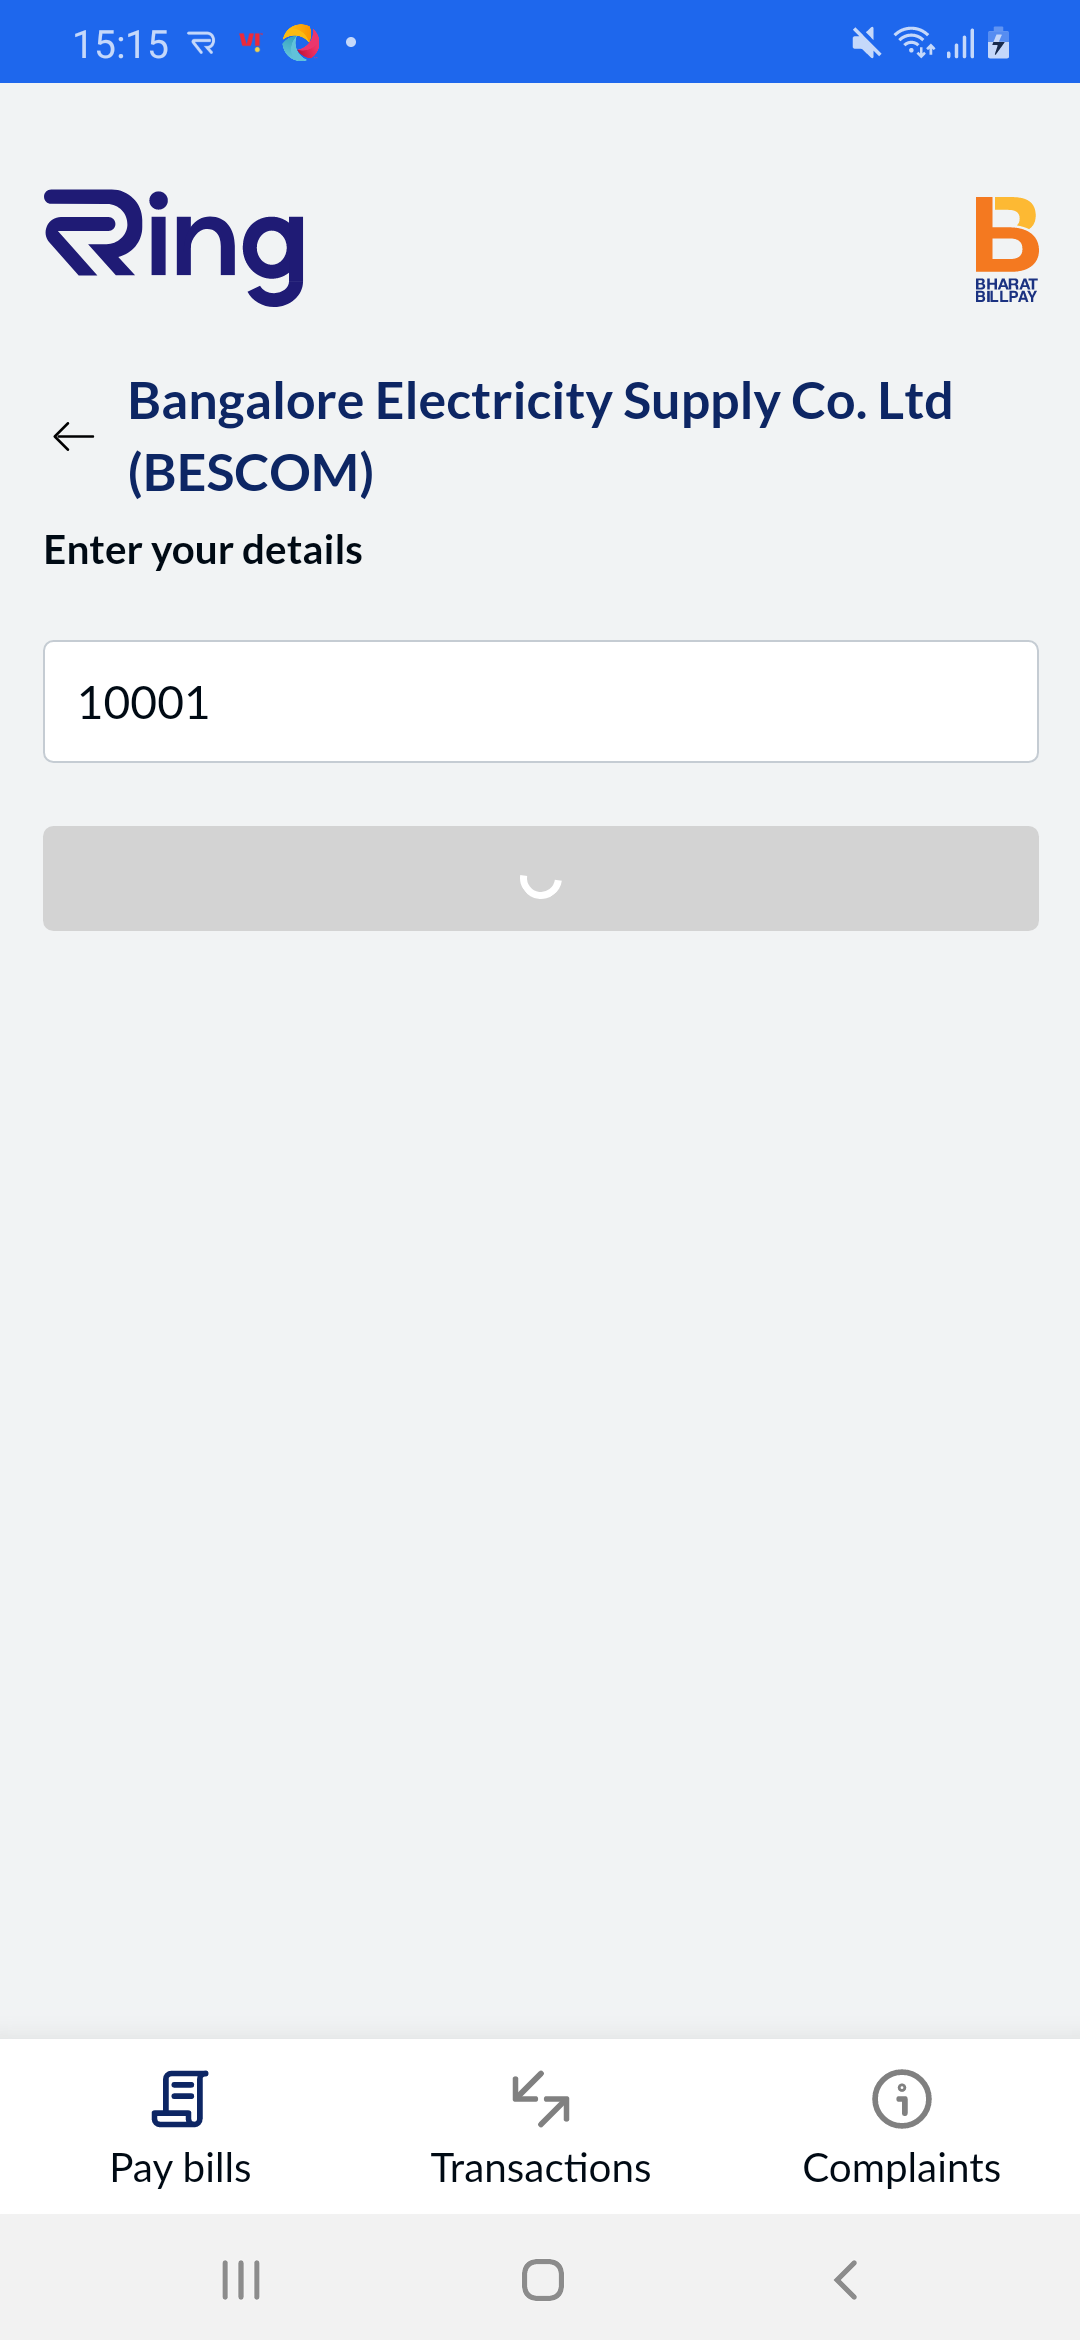 15:15
Ring
BHARAT
BILLPAY
Bangalore Electricity Supply Co. Ltd
(BESCOM)
Enter your details
10001
Pay bills
Transactions
Complaints